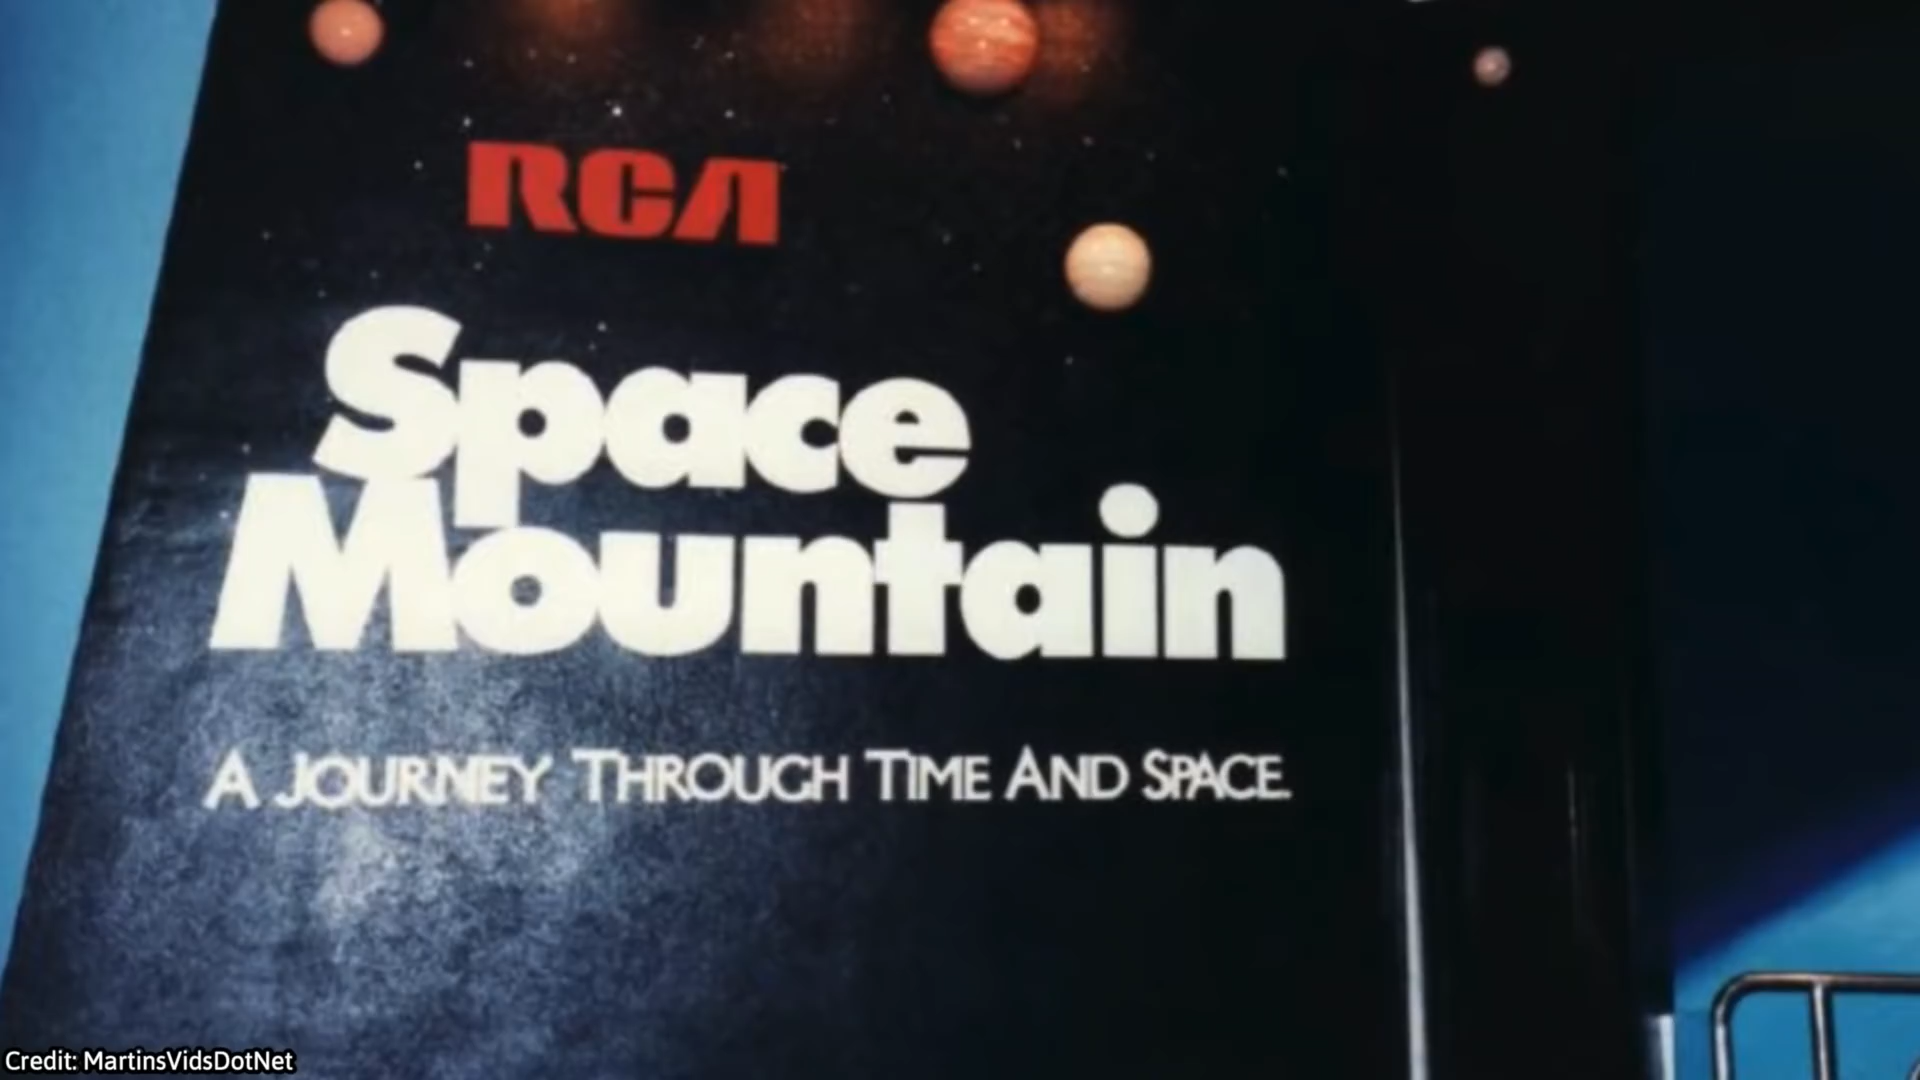 RCA
Space
Mountain
A JOURNEY THROUGH TIME AND SPACE.
Credit: MartinsVidsDotNet